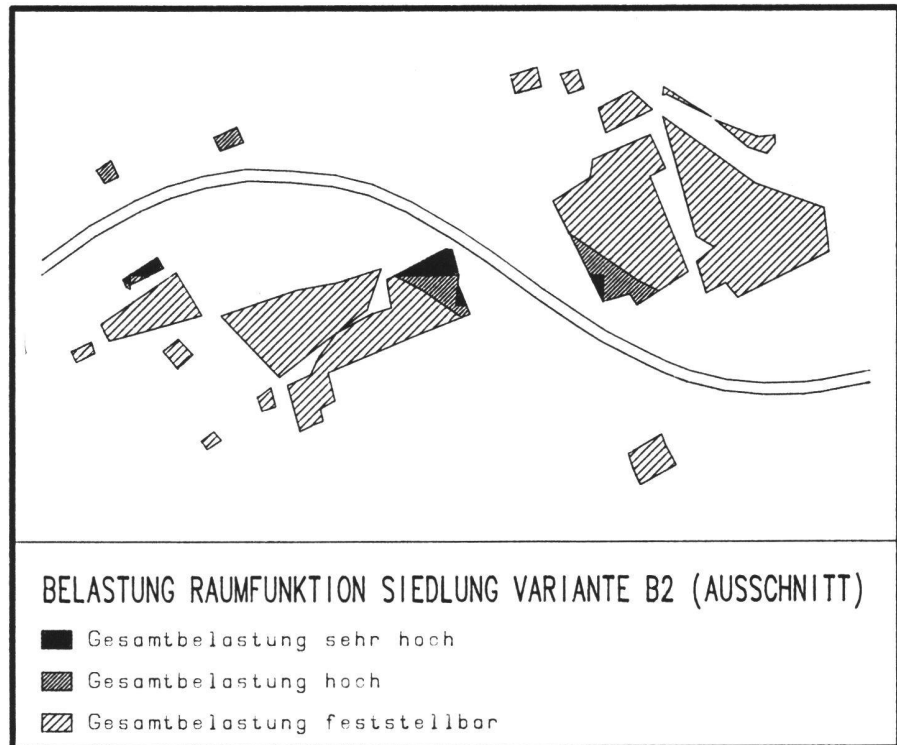 BELASTUNG RAUMFUNKTION SIEDLUNG VARIANTE B2 (AUSSCHNITT)
Gesamtbelastung sehr hoch
Gesamtbelastung hoch
Gesamtbelastung feststellbar